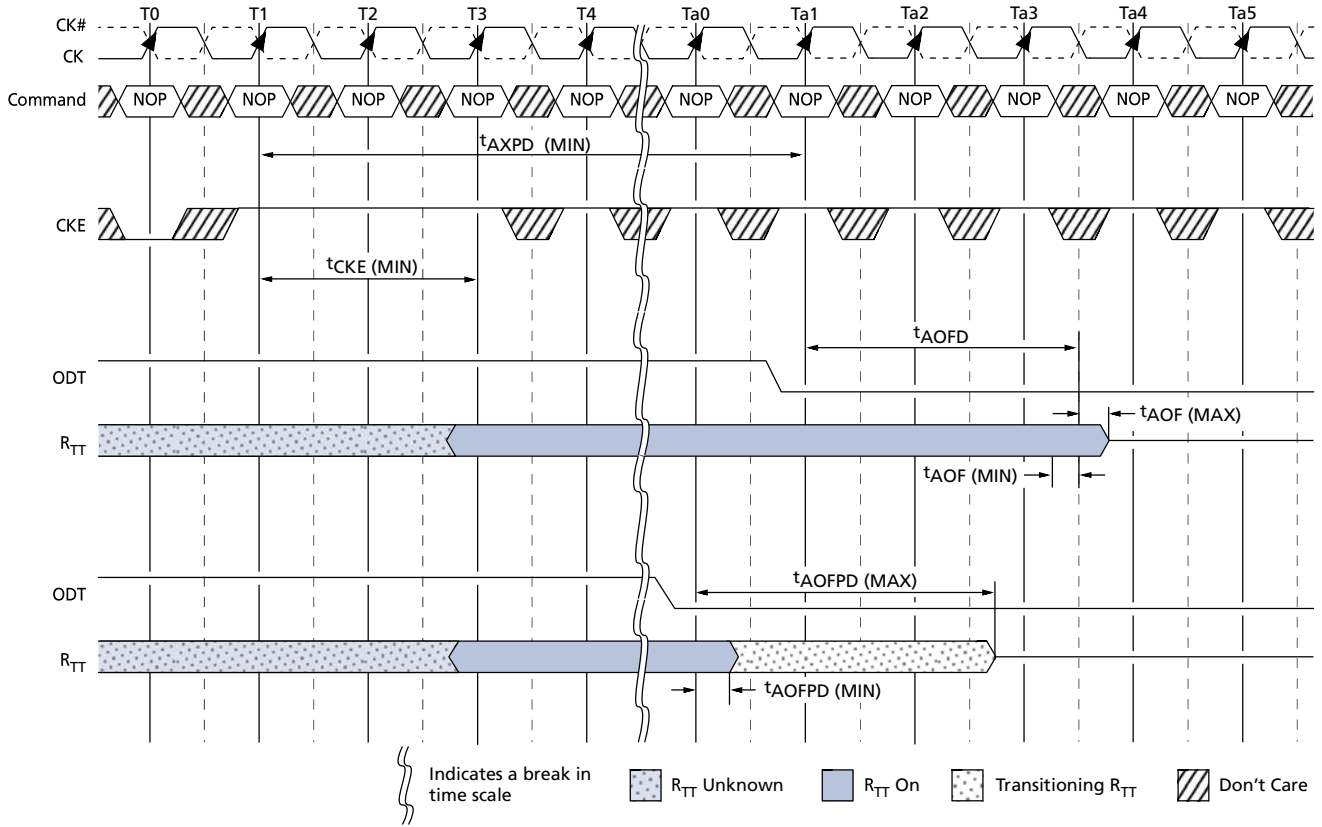 T0 T1 T2 T3 T4 Ta0 Ta1 Ta2 Ta3 Ta4 Ta5
CK#
CK
Command NOP NOP NOP NOP NOP NOP NOP NOP NOP NOP NOP
tAXPD (MIN)
CKE
tCKE (MIN)
tAOFD
ODT
tAOF (MAX)
RTT
tAOF (MIN)
tAOFPD (MAX)
ODT
RTT
tAOFPD (MIN)
Indicates a break in
time scale
RTT Unknown
RTT On
Transitioning RTT
Don't Care